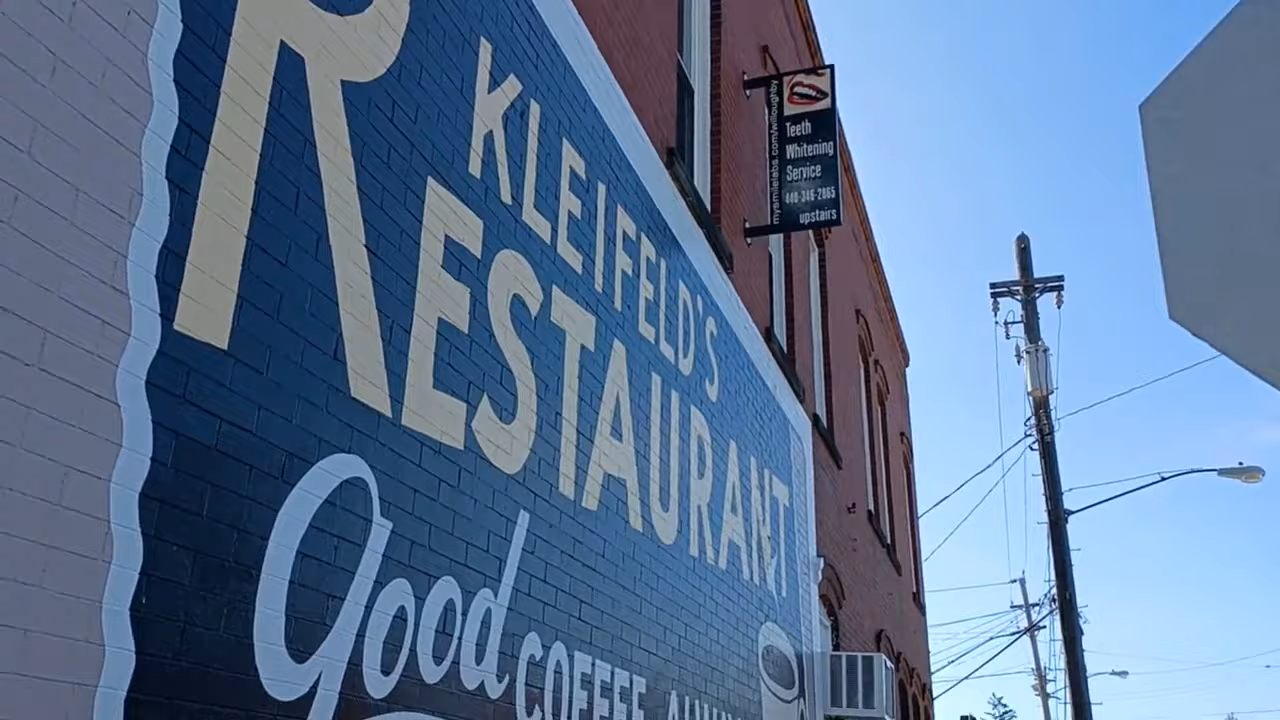 KLEIFELD'S
RESTAURANT
Good COFFEE
mysmilelabs.com/willoughby
Teeth
Whitening
Service
440-346-2865
upstairs